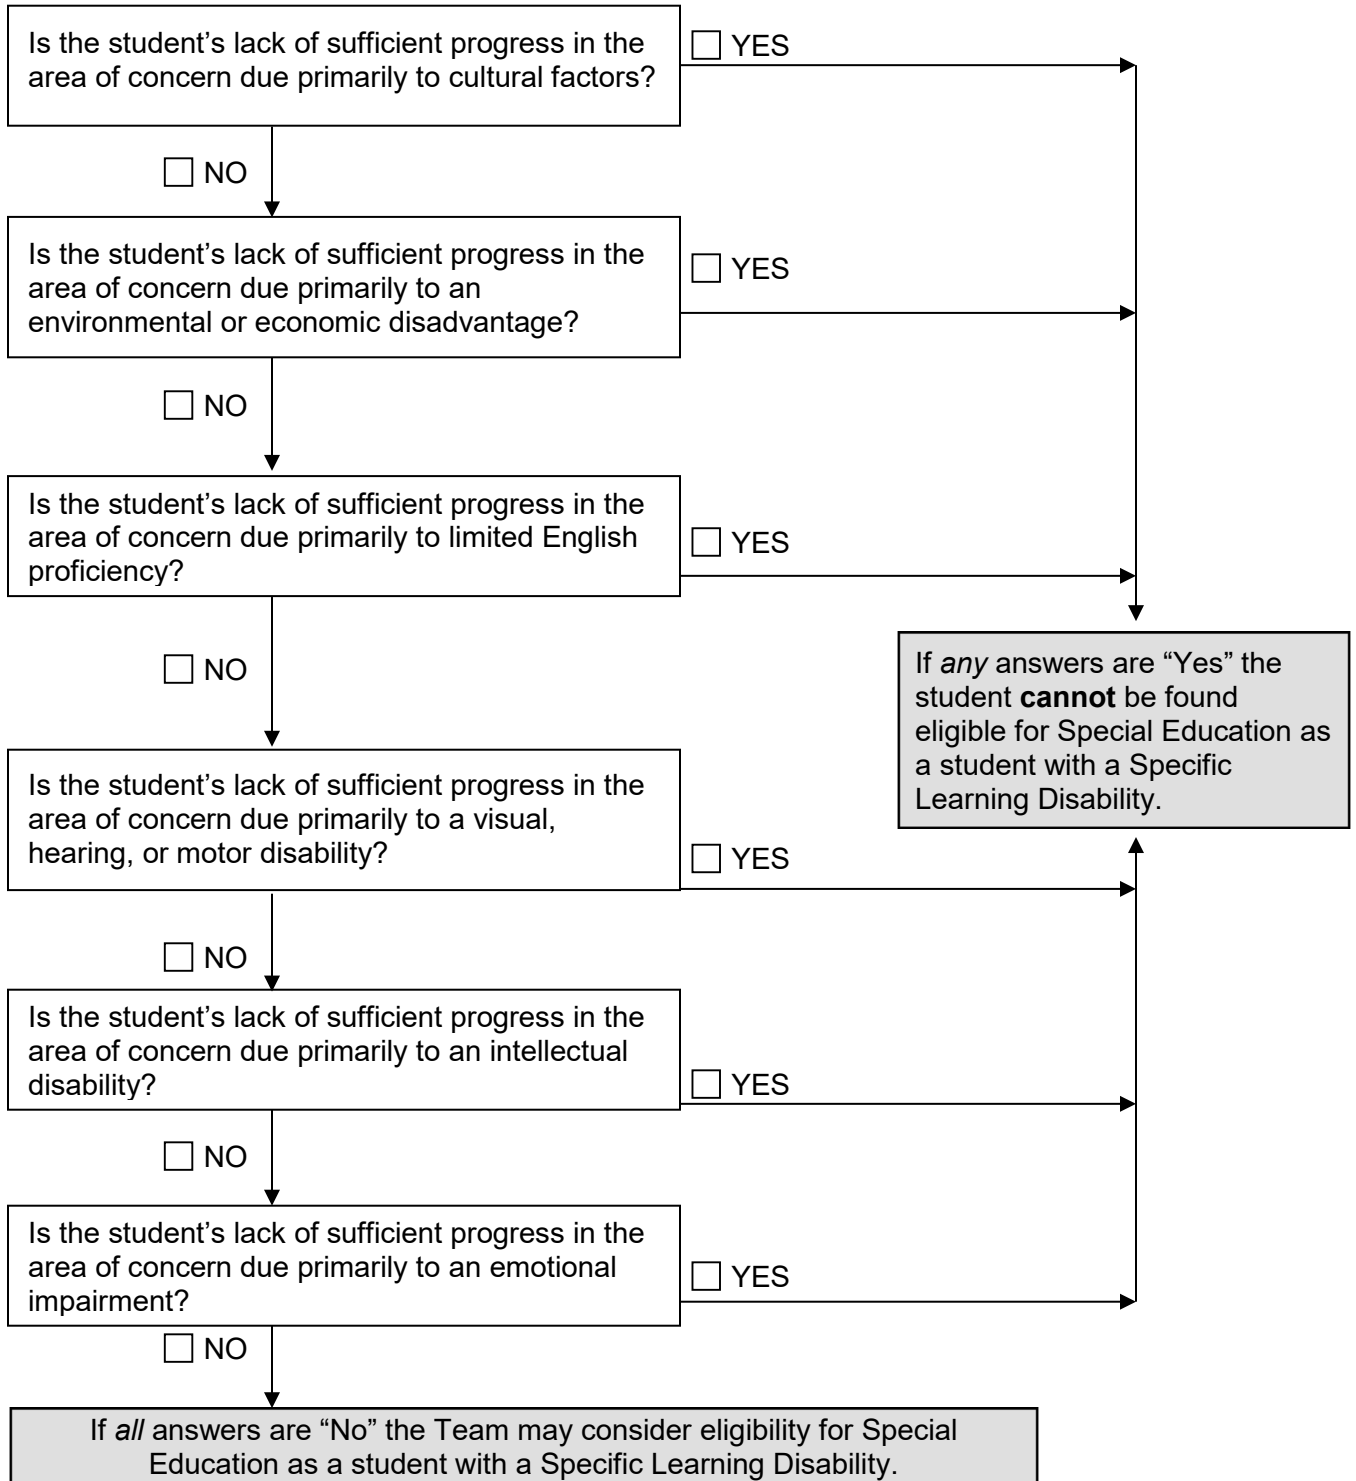 Is the student’s lack of sufficient progress in the
area of concern due primarily to cultural factors?
☐ YES
☐ NO
Is the student’s lack of sufficient progress in the
area of concern due primarily to an
environmental or economic disadvantage?
☐ YES
☐ NO
Is the student’s lack of sufficient progress in the
area of concern due primarily to limited English
proficiency?
☐ YES
☐ NO
If any answers are “Yes” the
student cannot be found
eligible for Special Education as
a student with a Specific
Learning Disability.
Is the student’s lack of sufficient progress in the
area of concern due primarily to a visual,
hearing, or motor disability?
☐ YES
☐ NO
Is the student’s lack of sufficient progress in the
area of concern due primarily to an intellectual
disability?
☐ YES
☐ NO
Is the student’s lack of sufficient progress in the
area of concern due primarily to an emotional
impairment?
☐ YES
☐ NO
If all answers are “No” the Team may consider eligibility for Special
Education as a student with a Specific Learning Disability.